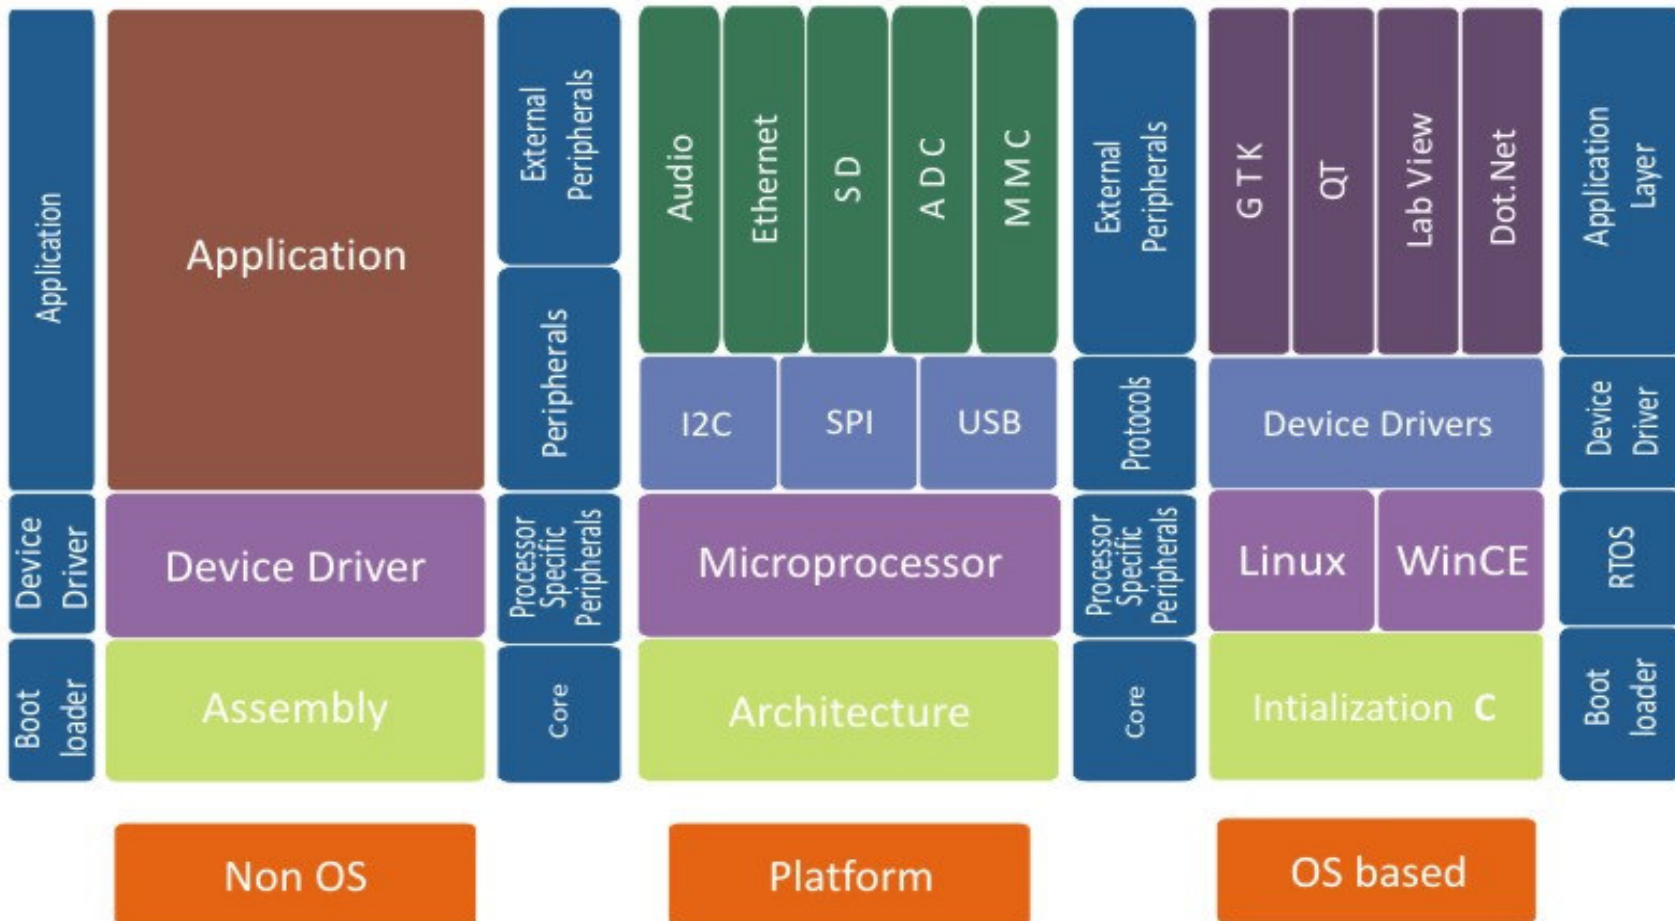 Application
Device
Driver
Boot
loader
Application
Device Driver
Assembly
Non OS
External
Peripherals
Peripherals
Processor
Specific
Peripherals
Core
Audio
Ethernet
S D
A D C
M M C
I2C
SPI
USB
Microprocessor
Architecture
Platform
External
Peripherals
Protocols
Processor
Specific
Peripherals
Core
G T K
QT
Lab View
Dot.Net
Device Drivers
Linux
WinCE
Intialization C
OS based
Application
Layer
Device
Driver
RTOS
Boot
loader